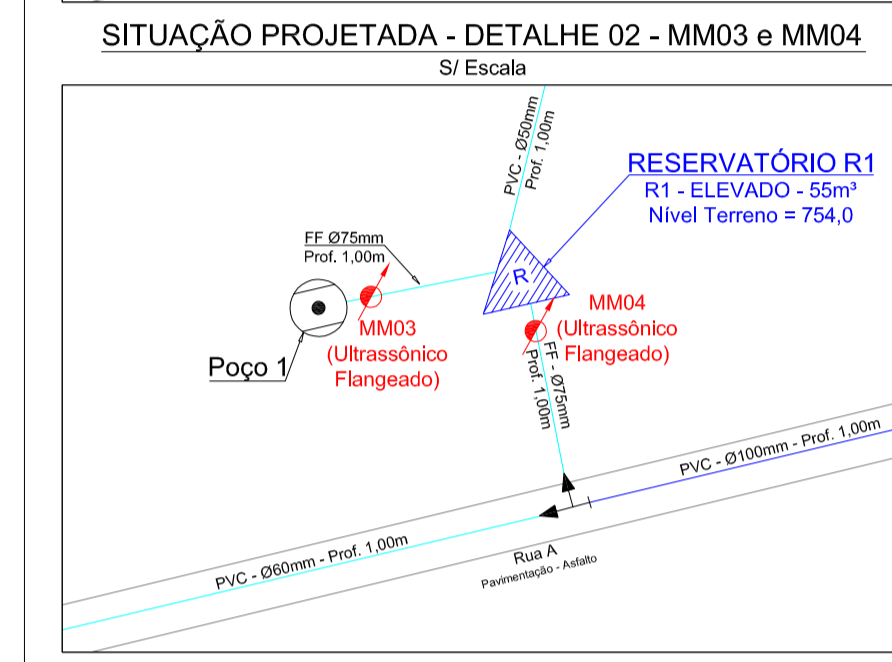 SITUAÇÃO PROJETADA - DETALHE 02 - MM03 e MM04
S/ Escala
PVC - Ø50mm
Prof. 1,00m
RESERVATÓRIO R1
R1 - ELEVADO - 55m³
Nível Terreno = 754,0
FF Ø75mm
Prof. 1,00m
R
MM03
(Ultrassônico
Flangeado)
Poço 1
MM04
(Ultrassônico
Flangeado)
FF - Ø75mm
Prof. 1,00m
PVC - Ø100mm - Prof. 1,00m
PVC - Ø60mm - Prof. 1,00m
Rua A
Pavimentação - Asfalto